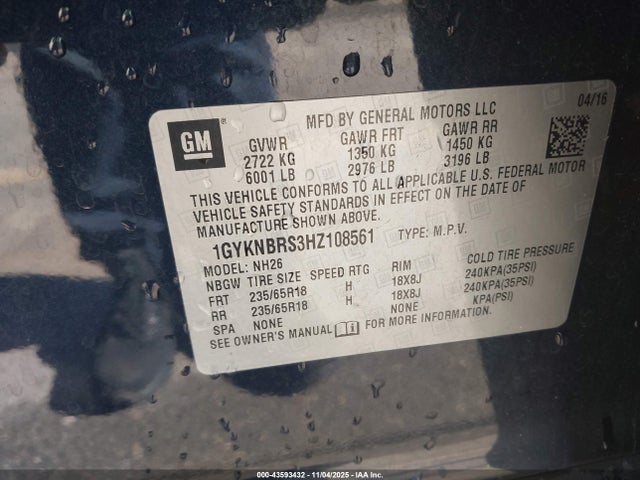 GM
MFD BY GENERAL MOTORS LLC 04/16
GVWR GAWR FRT GAWR RR
2722 KG 1350 KG 1450 KG
6001 LB 2976 LB 3196 LB
THIS VEHICLE CONFORMS TO ALL APPLICABLE U.S. FEDERAL MOTOR
VEHICLE SAFETY STANDARDS IN EFFECT ON THE DATE OF
MANUFACTURE SHOWN ABOVE.
1GYKNBRS3HZ108561 TYPE: M.P.V.
MODEL: NH26
NBGW TIRE SIZE SPEED RTG RIM COLD TIRE PRESSURE
FRT 235/65R18 H 18X8J 240KPA(35PSI)
RR 235/65R18 H 18X8J 240KPA(35PSI)
SPA NONE NONE KPA(PSI)
SEE OWNER'S MANUAL FOR MORE INFORMATION.
000-43593432 - 11/04/2025 - IAA Inc.